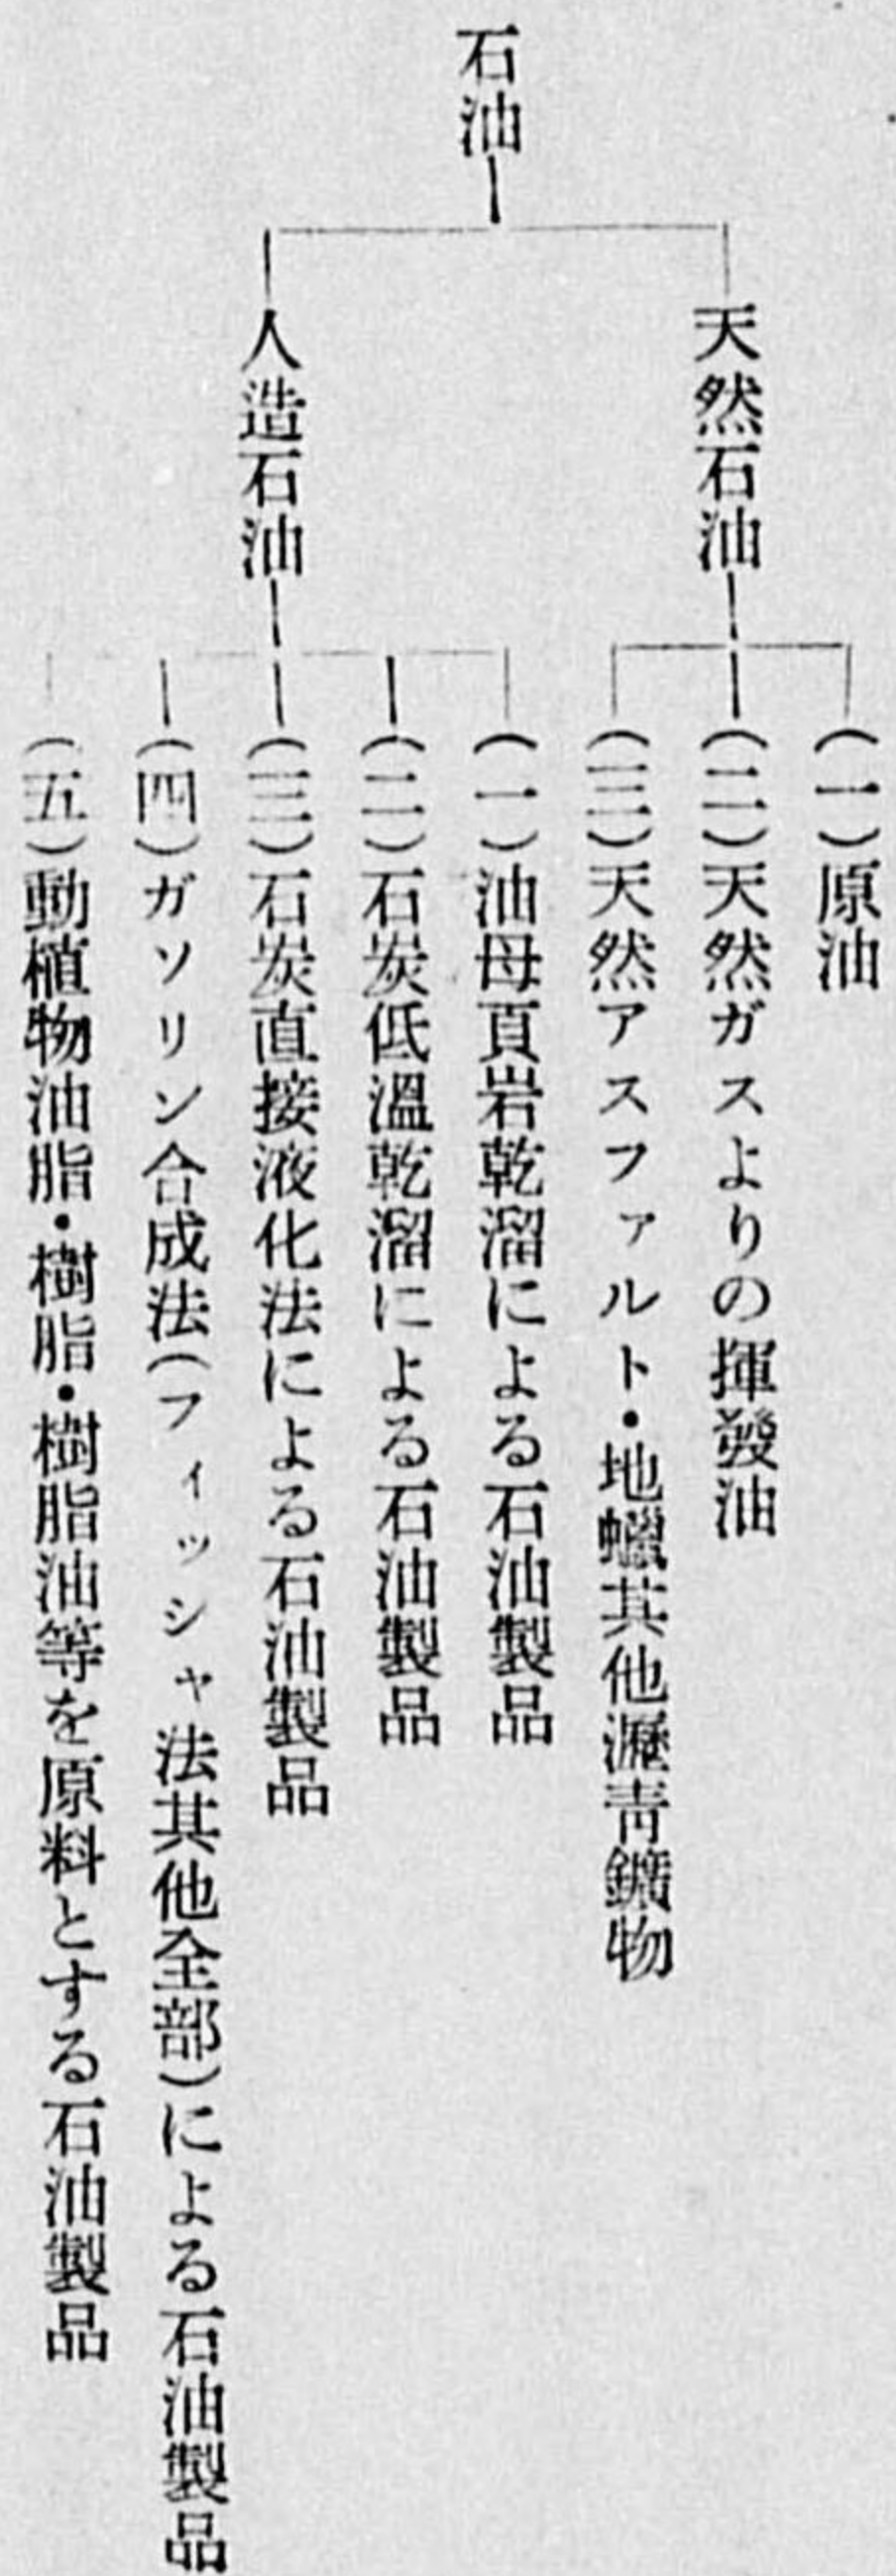 石油
天然石油
(一)原油
(二)天然ガスよりの揮發油
(三)天然アスファルト・地蠟其他瀝青鑛物
人造石油
(一)油母頁岩乾溜による石油製品
(二)石炭低溫乾溜による石油製品
(三)石炭直接液化法による石油製品
(四)ガソリン合成法(フィッシャ法其他全部)による石油製品
(五)動植物油脂・樹脂・樹脂油等を原料とする石油製品